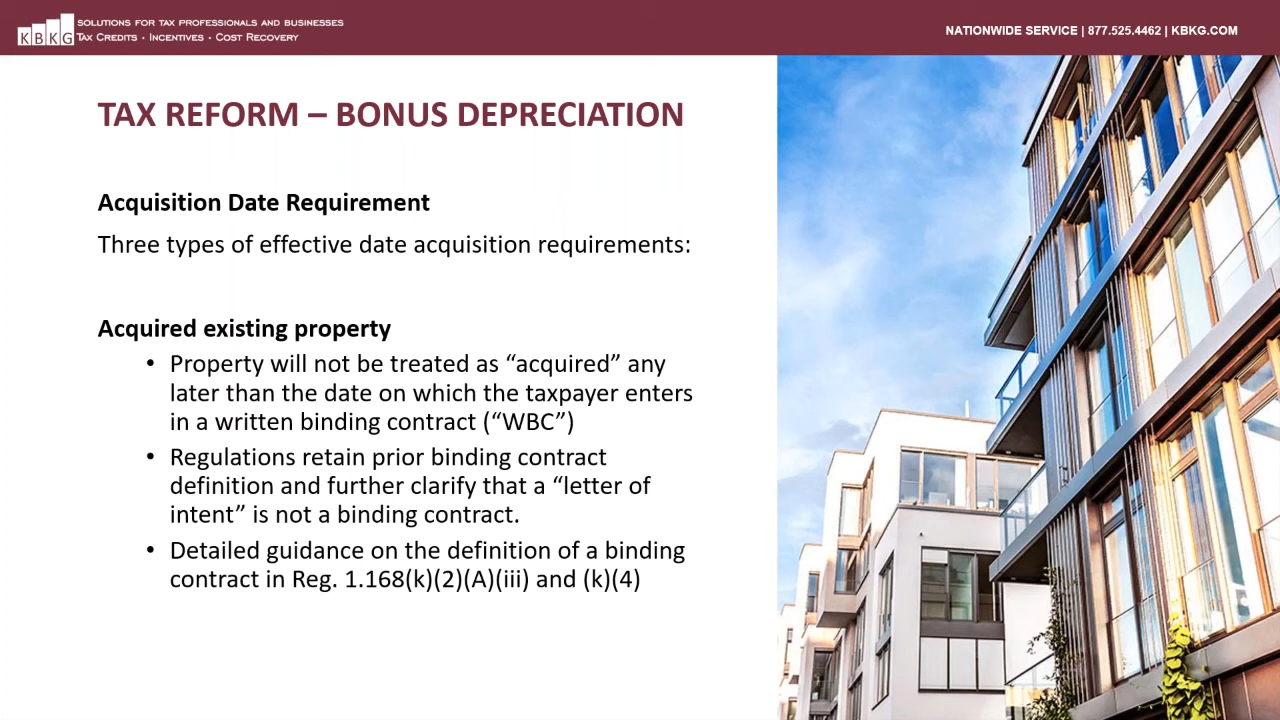 KBKG
SOLUTIONS FOR TAX PROFESSIONALS AND BUSINESSES
TAX CREDITS · INCENTIVES · COST RECOVERY
NATIONWIDE SERVICE | 877.525.4462 | KBKG.COM
TAX REFORM – BONUS DEPRECIATION
Acquisition Date Requirement
Three types of effective date acquisition requirements:
Acquired existing property
• Property will not be treated as “acquired” any
later than the date on which the taxpayer enters
in a written binding contract (“WBC”)
• Regulations retain prior binding contract
definition and further clarify that a “letter of
intent” is not a binding contract.
• Detailed guidance on the definition of a binding
contract in Reg. 1.168(k)(2)(A)(iii) and (k)(4)